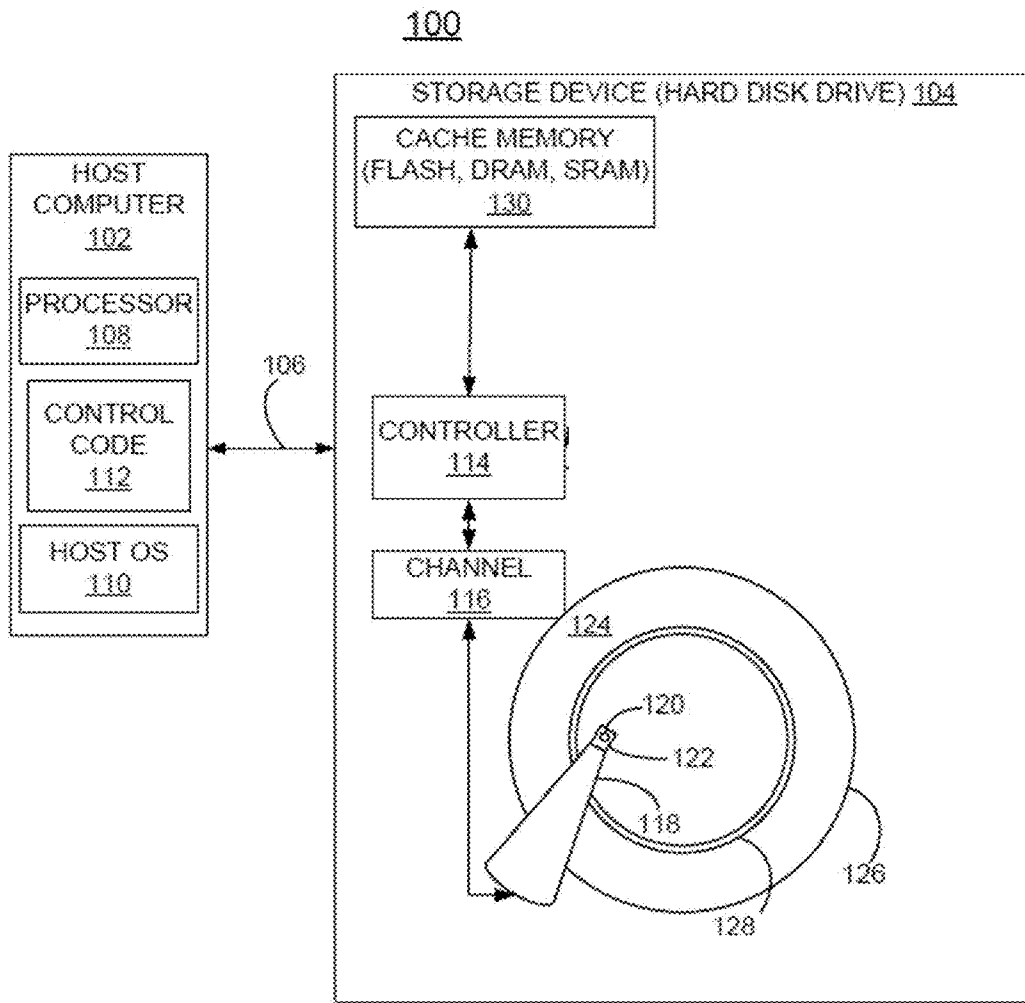 100
STORAGE DEVICE (HARD DISK DRIVE) 104
CACHE MEMORY
(FLASH, DRAM, SRAM)
130
HOST
COMPUTER
102
PROCESSOR
108
CONTROL
CODE
112
HOST OS
110
106
CONTROLLER
114
CHANNEL
116
124
120
122
118
126
128